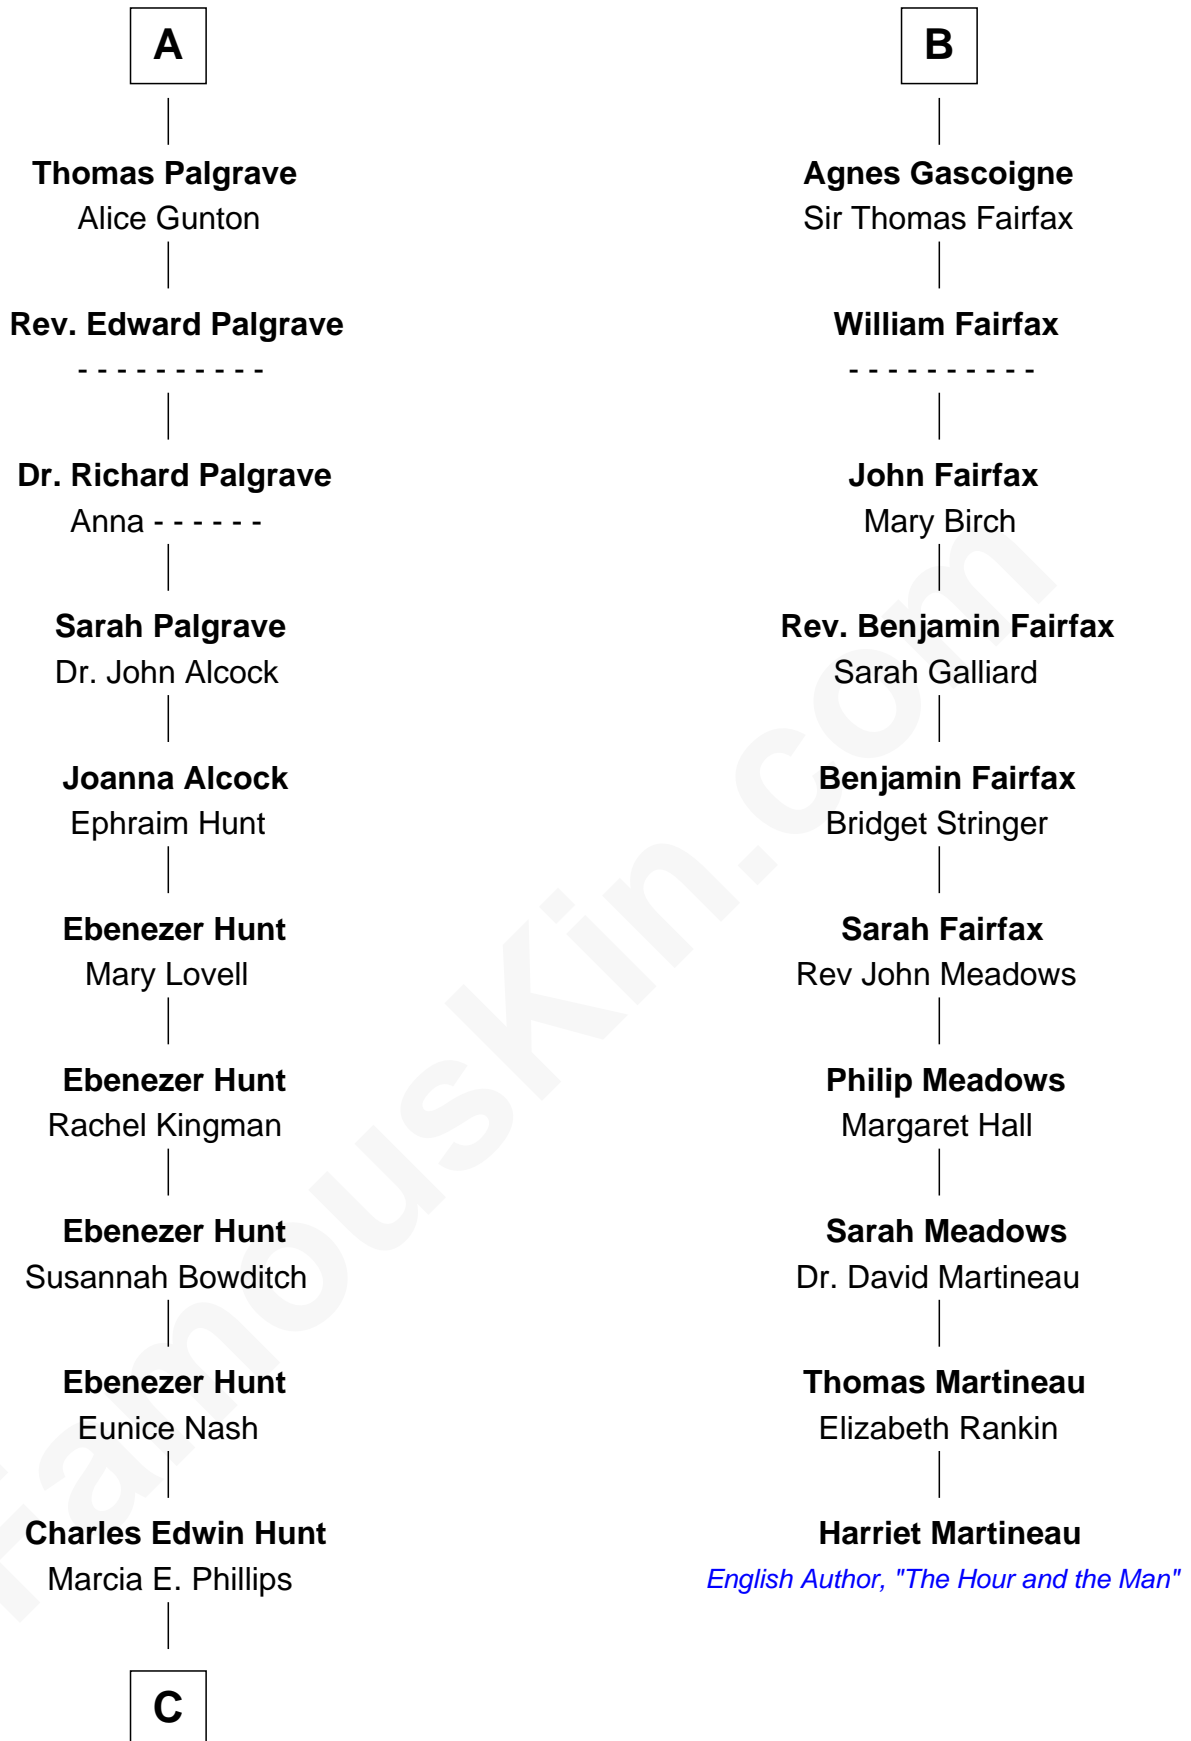 A
Thomas Palgrave
Alice Gunton
Rev. Edward Palgrave
- - - - - - - - - -
Dr. Richard Palgrave
Anna - - - - - -
Sarah Palgrave
Dr. John Alcock
Joanna Alcock
Ephraim Hunt
Ebenezer Hunt
Mary Lovell
Ebenezer Hunt
Rachel Kingman
Ebenezer Hunt
Susannah Bowditch
Ebenezer Hunt
Eunice Nash
Charles Edwin Hunt
Marcia E. Phillips
C
B
Agnes Gascoigne
Sir Thomas Fairfax
William Fairfax
- - - - - - - - - -
John Fairfax
Mary Birch
Rev. Benjamin Fairfax
Sarah Galliard
Benjamin Fairfax
Bridget Stringer
Sarah Fairfax
Rev John Meadows
Philip Meadows
Margaret Hall
Sarah Meadows
Dr. David Martineau
Thomas Martineau
Elizabeth Rankin
Harriet Martineau
English Author, "The Hour and the Man"
FamousKin.com